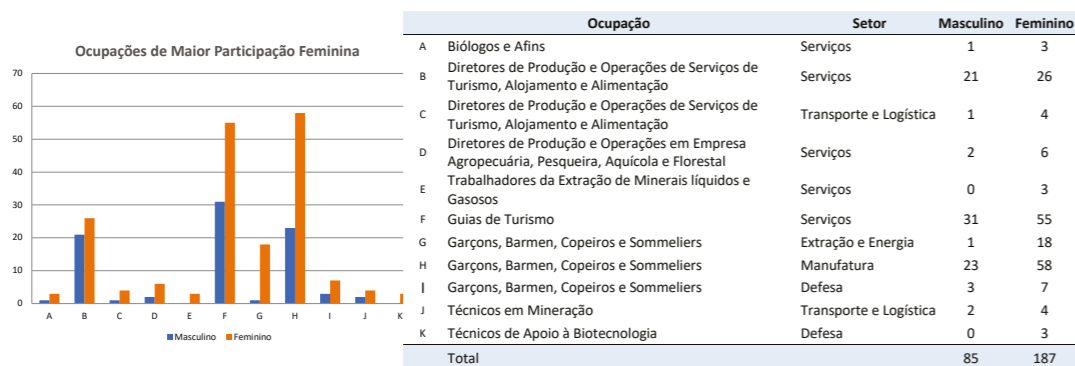 Ocupações de Maior Participação Feminina
70
60
50
40
30
20
10
0
A B C D E F G H I J K
Masculino Feminino
Ocupação Setor Masculino Feminino
A Biólogos e Afins Serviços 1 3
B Diretores de Produção e Operações de Serviços de
Turismo, Alojamento e Alimentação Serviços 21 26
C Diretores de Produção e Operações de Serviços de
Turismo, Alojamento e Alimentação Transporte e Logística 1 4
D Diretores de Produção e Operações em Empresa
Agropecuária, Pesqueira, Aquícola e Florestal Serviços 2 6
E Trabalhadores da Extração de Minerais líquidos e
Gasosos Serviços 0 3
F Guias de Turismo Serviços 31 55
G Garçons, Barmen, Copeiros e Sommeliers Extração e Energia 1 18
H Garçons, Barmen, Copeiros e Sommeliers Manufatura 23 58
I Garçons, Barmen, Copeiros e Sommeliers Defesa 3 7
J Técnicos em Mineração Transporte e Logística 2 4
K Técnicos de Apoio à Biotecnologia Defesa 0 3
Total 85 187